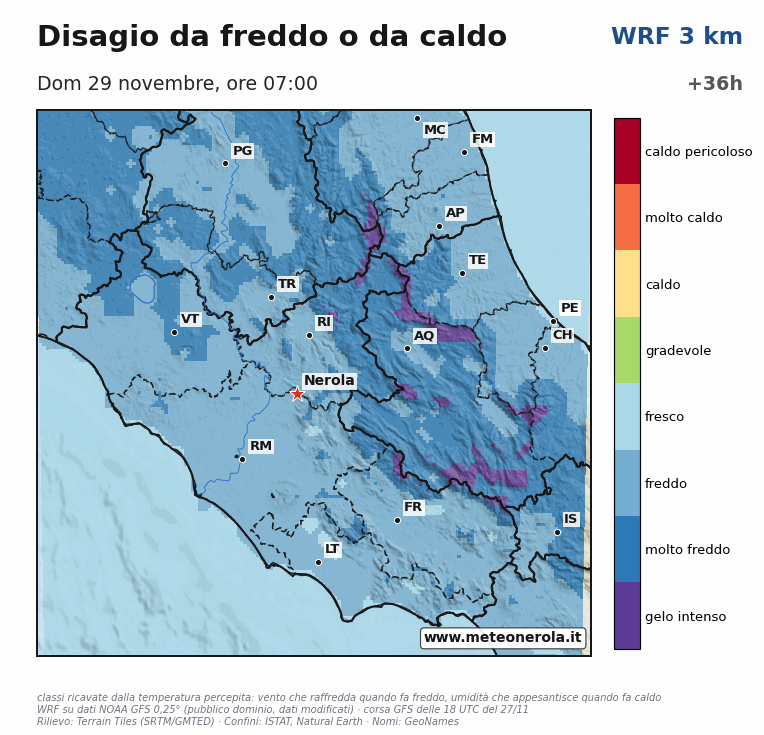 Disagio da freddo o da caldo
WRF 3 km
Dom 29 novembre, ore 07:00
+36h
MC
FM
PG
AP
TE
TR
PE
VT
RI
AQ
CH
Nerola
RM
FR
IS
LT
www.meteonerola.it
caldo pericoloso
molto caldo
caldo
gradevole
fresco
freddo
molto freddo
gelo intenso
classi ricavate dalla temperatura percepita: vento che raffredda quando fa freddo, umidità che appesantisce quando fa caldo
WRF su dati NOAA GFS 0,25° (pubblico dominio, dati modificati) · corsa GFS delle 18 UTC del 27/11
Rilievo: Terrain Tiles (SRTM/GMTED) · Confini: ISTAT, Natural Earth · Nomi: GeoNames